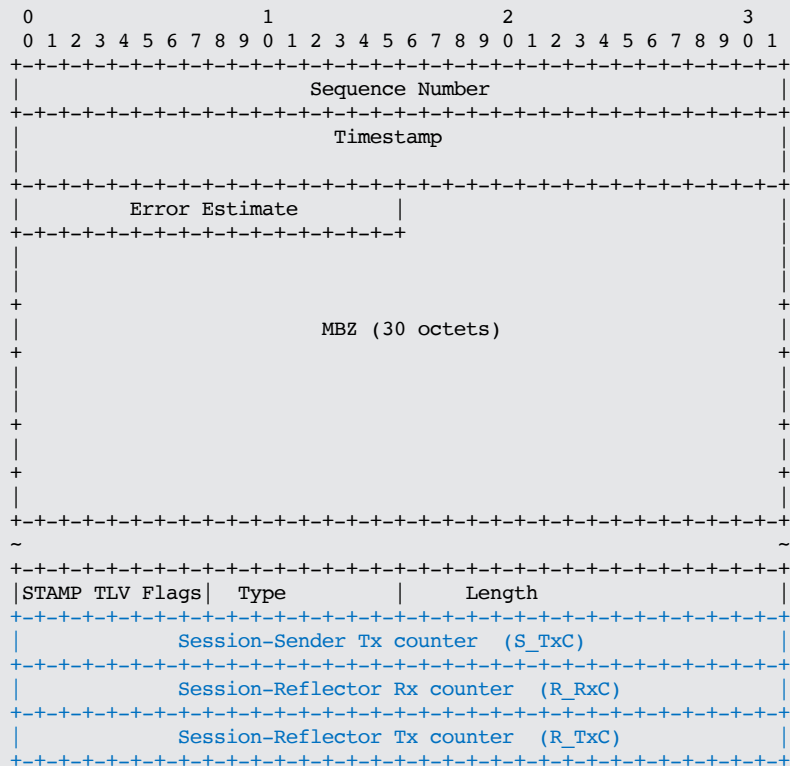 0                   1                   2                   3
 0 1 2 3 4 5 6 7 8 9 0 1 2 3 4 5 6 7 8 9 0 1 2 3 4 5 6 7 8 9 0 1
+-+-+-+-+-+-+-+-+-+-+-+-+-+-+-+-+-+-+-+-+-+-+-+-+-+-+-+-+-+-+-+-+
|                        Sequence Number                        |
+-+-+-+-+-+-+-+-+-+-+-+-+-+-+-+-+-+-+-+-+-+-+-+-+-+-+-+-+-+-+-+-+
|                          Timestamp                            |
|                                                               |
+-+-+-+-+-+-+-+-+-+-+-+-+-+-+-+-+-+-+-+-+-+-+-+-+-+-+-+-+-+-+-+-+
|         Error Estimate        |                               |
+-+-+-+-+-+-+-+-+-+-+-+-+-+-+-+-+                               |
|                                                               |
|                                                               |
+                                                               +
|                         MBZ (30 octets)                       |
+                                                               +
|                                                               |
|                                                               |
+                                                               +
|                                                               |
+                                                               +
|                                                               |
+-+-+-+-+-+-+-+-+-+-+-+-+-+-+-+-+-+-+-+-+-+-+-+-+-+-+-+-+-+-+-+-+
~                                                               ~
+-+-+-+-+-+-+-+-+-+-+-+-+-+-+-+-+-+-+-+-+-+-+-+-+-+-+-+-+-+-+-+-+
|STAMP TLV Flags|  Type         |     Length                    |
+-+-+-+-+-+-+-+-+-+-+-+-+-+-+-+-+-+-+-+-+-+-+-+-+-+-+-+-+-+-+-+-+
|             Session-Sender Tx counter  (S_TxC)                |
+-+-+-+-+-+-+-+-+-+-+-+-+-+-+-+-+-+-+-+-+-+-+-+-+-+-+-+-+-+-+-+-+
|             Session-Reflector Rx counter  (R_RxC)             |
+-+-+-+-+-+-+-+-+-+-+-+-+-+-+-+-+-+-+-+-+-+-+-+-+-+-+-+-+-+-+-+-+
|             Session-Reflector Tx counter  (R_TxC)             |
+-+-+-+-+-+-+-+-+-+-+-+-+-+-+-+-+-+-+-+-+-+-+-+-+-+-+-+-+-+-+-+-+